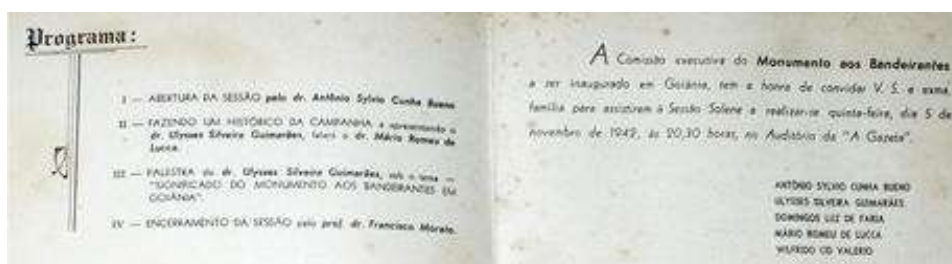 Programa:
I — ABERTURA DA SESSÃO pelo dr. Antônio Sylvio Cunha Bueno
II — FAZENDO UM HISTÓRICO DA CAMPANHA e apresentando o
dr. Ulysses Silveira Guimarães, falará o dr. Mário Romeu de
Lucca.
III — PALESTRA do dr. Ulysses Silveira Guimarães, sob o tema —
"SIGNIFICADO DO MONUMENTO AOS BANDEIRANTES EM
GOIÂNIA".
IV — ENCERRAMENTO DA SESSÃO pelo prof. dr. Francisco Morato.
A Comissão executiva do Monumento aos Bandeirantes
a ser inaugurado em Goiânia, tem a honra de convidar V. S. e exma.
família para assistirem à Sessão Solene a realizar-se quinta-feira, dia 5 de
novembro de 1942, às 20,30 horas, no Auditório da "A Gazeta".
ANTÔNIO SYLVIO CUNHA BUENO
ULYSSES SILVEIRA GUIMARÃES
DOMINGOS LUZ DE FARIA
MÁRIO ROMEU DE LUCCA
WILFRIDO CID VALÉRIO